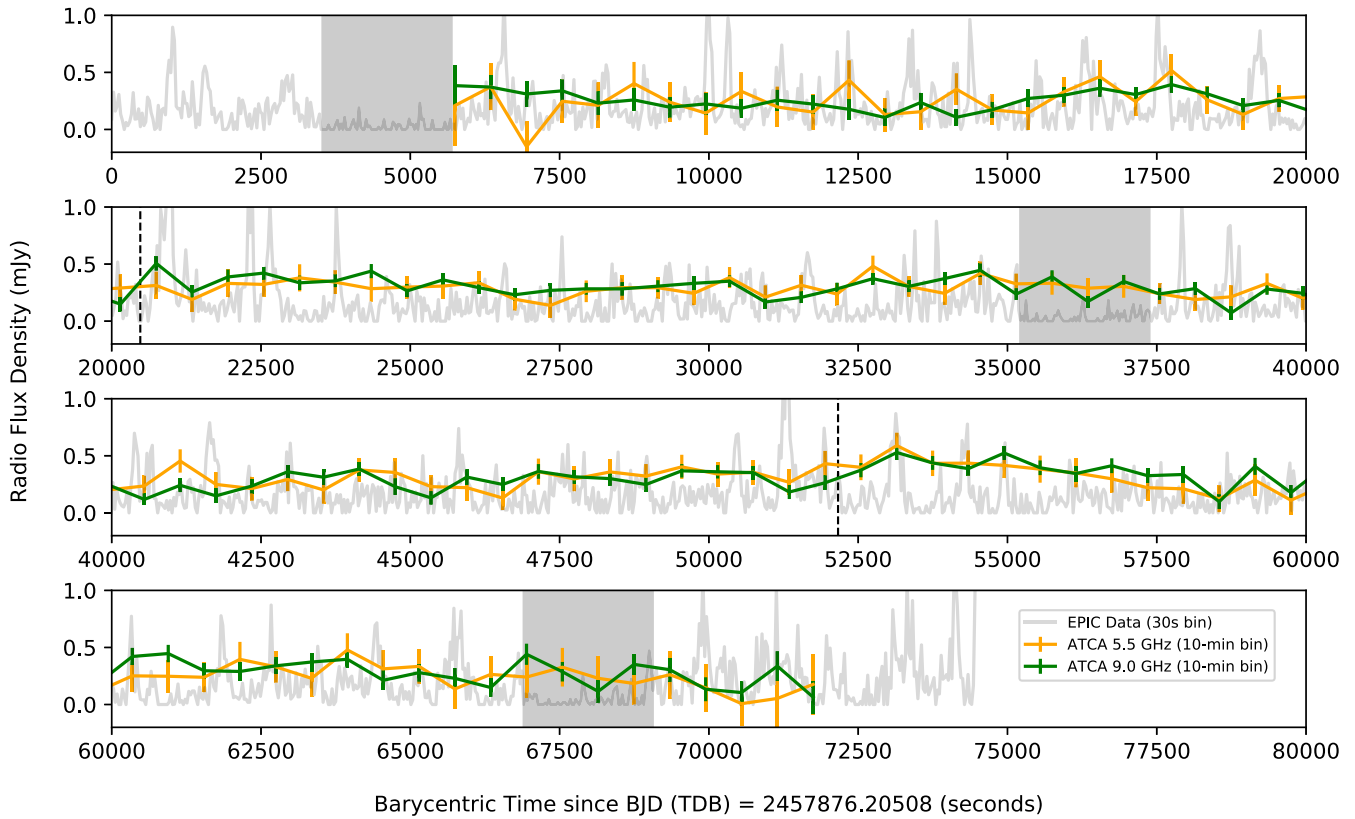 1.0
0.5
0.0
0 2500 5000 7500 10000 12500 15000 17500 20000
1.0
0.5
0.0
20000 22500 25000 27500 30000 32500 35000 37500 40000
Radio Flux Density (mJy)
1.0
0.5
0.0
40000 42500 45000 47500 50000 52500 55000 57500 60000
1.0
0.5
0.0
EPIC Data (30s bin)
ATCA 5.5 GHz (10-min bin)
ATCA 9.0 GHz (10-min bin)
60000 62500 65000 67500 70000 72500 75000 77500 80000
Barycentric Time since BJD (TDB) = 2457876.20508 (seconds)